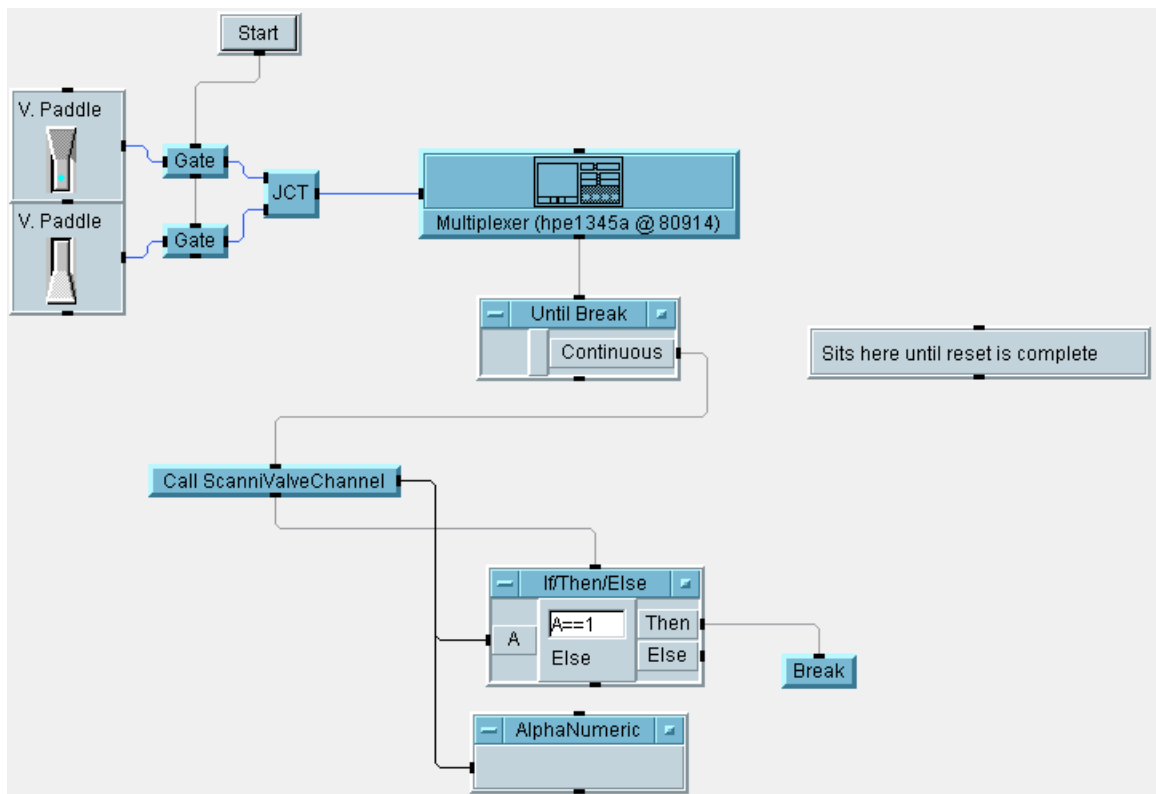 Start
V. Paddle
Gate
JCT
Multiplexer (hpe1345a @ 80914)
V. Paddle
Gate
Until Break
Continuous
Sits here until reset is complete
Call ScanniValveChannel
If/Then/Else
A
A==1
Then
Else
Else
Break
AlphaNumeric